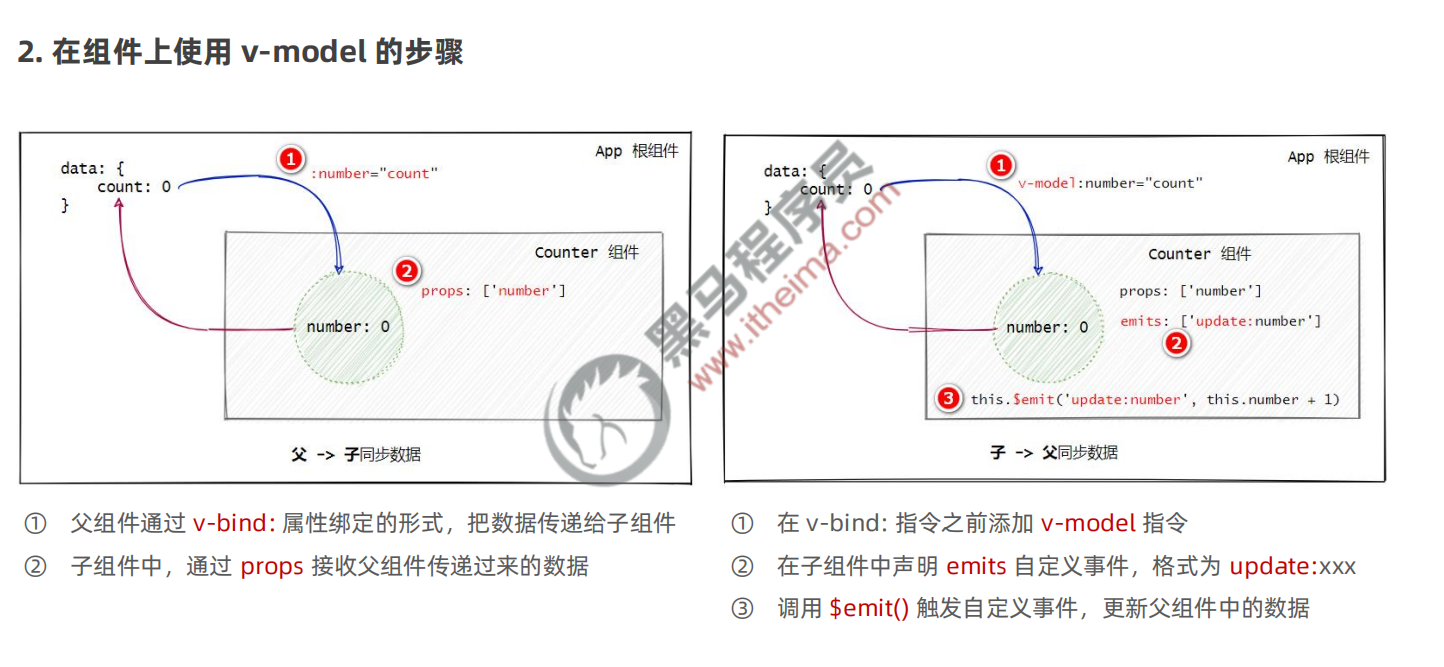 2. 在组件上使用 v-model 的步骤
App 根组件
data: {
count: 0
}
1
:number="count"
Counter 组件
2
props: ['number']
number: 0
父 -> 子同步数据
① 父组件通过 v-bind: 属性绑定的形式，把数据传递给子组件
② 子组件中，通过 props 接收父组件传递过来的数据
App 根组件
data: {
count: 0
}
1
v-model:number="count"
Counter 组件
props: ['number']
emits: ['update:number']
2
number: 0
3 this.$emit('update:number', this.number + 1)
子 -> 父同步数据
① 在 v-bind: 指令之前添加 v-model 指令
② 在子组件中声明 emits 自定义事件，格式为 update:xxx
③ 调用 $emit() 触发自定义事件，更新父组件中的数据
黑马程序员
www.itheima.com